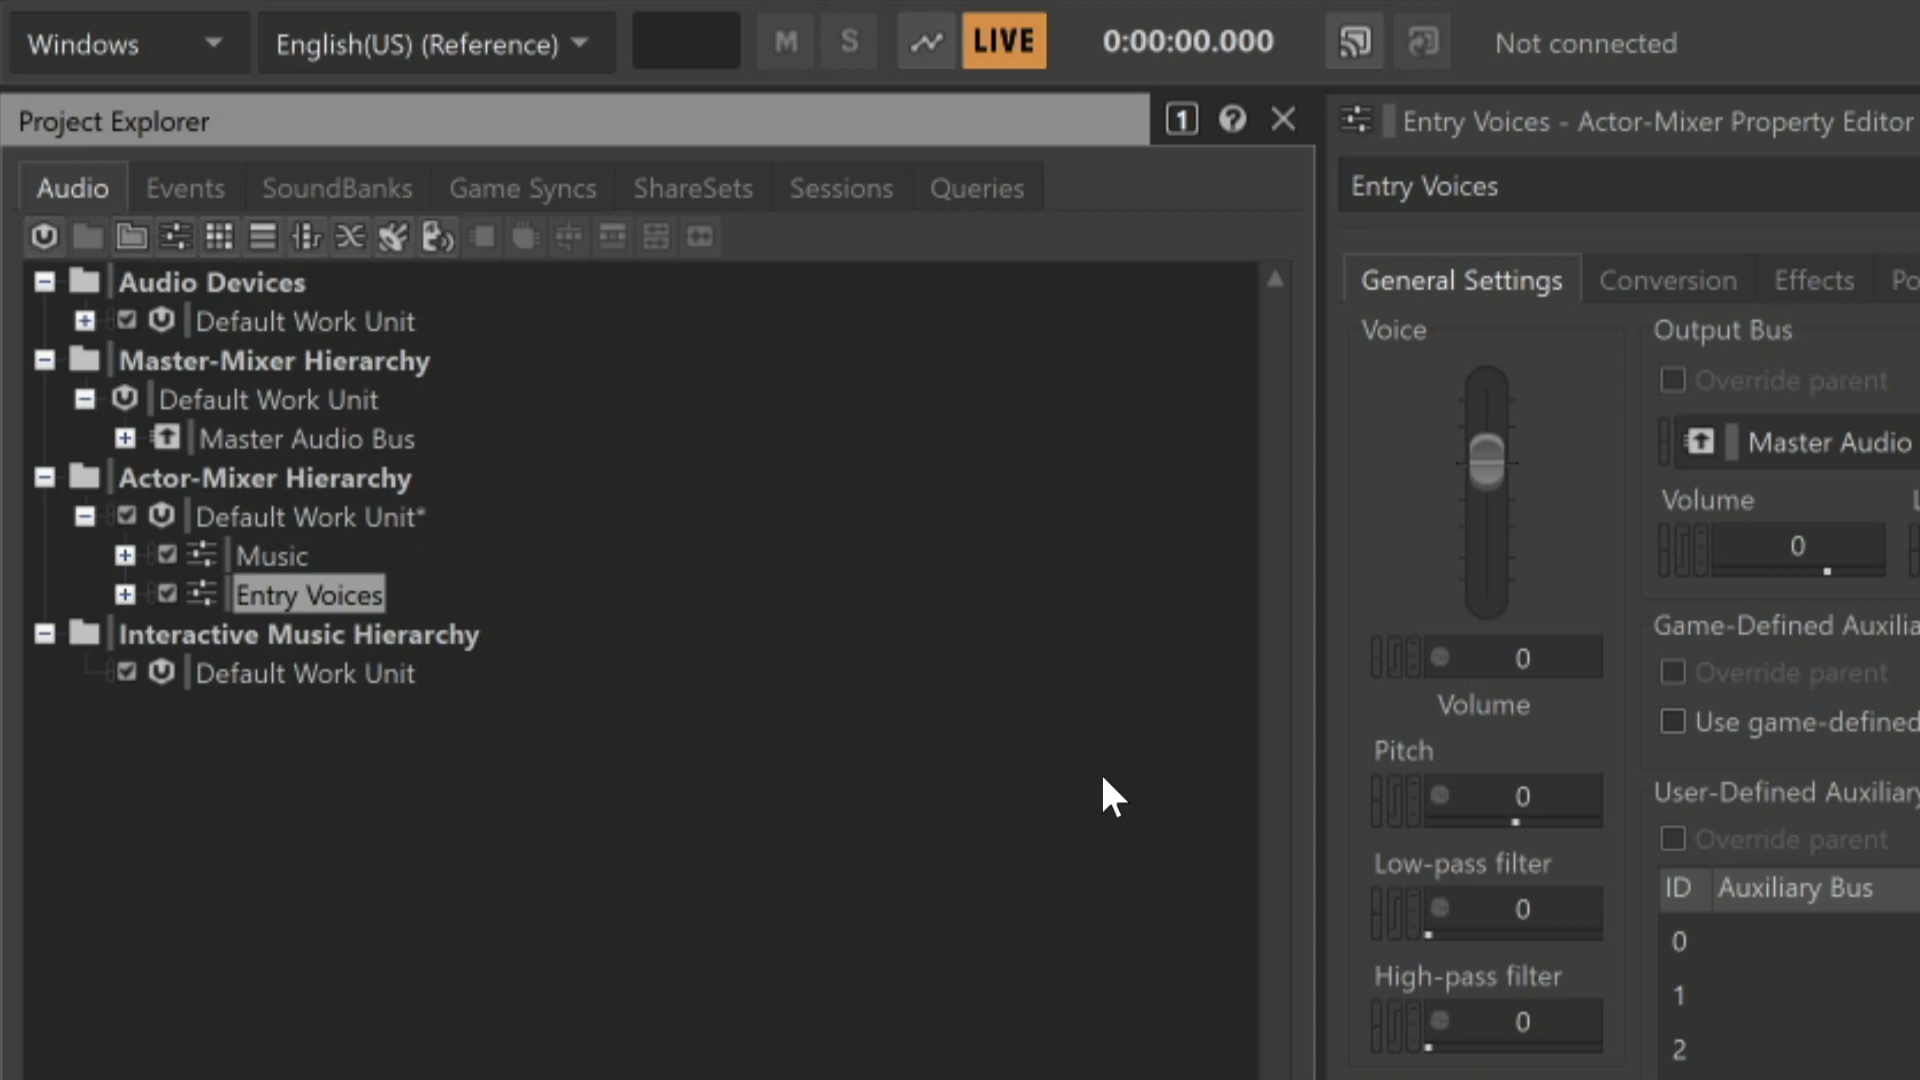 Windows
English(US) (Reference)
M
S
LIVE
0:00:00.000
Not connected
Project Explorer
1
Audio
Events
SoundBanks
Game Syncs
ShareSets
Sessions
Queries
Audio Devices
Default Work Unit
Master-Mixer Hierarchy
Default Work Unit
Master Audio Bus
Actor-Mixer Hierarchy
Default Work Unit*
Music
Entry Voices
Interactive Music Hierarchy
Default Work Unit
Entry Voices - Actor-Mixer Property Editor
Entry Voices
General Settings
Conversion
Effects
Po
Voice
0
Volume
Pitch
0
Low-pass filter
0
High-pass filter
0
Output Bus
Override parent
Master Audio
Volume
0
Game-Defined Auxilia
Override parent
Use game-defined
User-Defined Auxiliary
Override parent
ID Auxiliary Bus
0
1
2